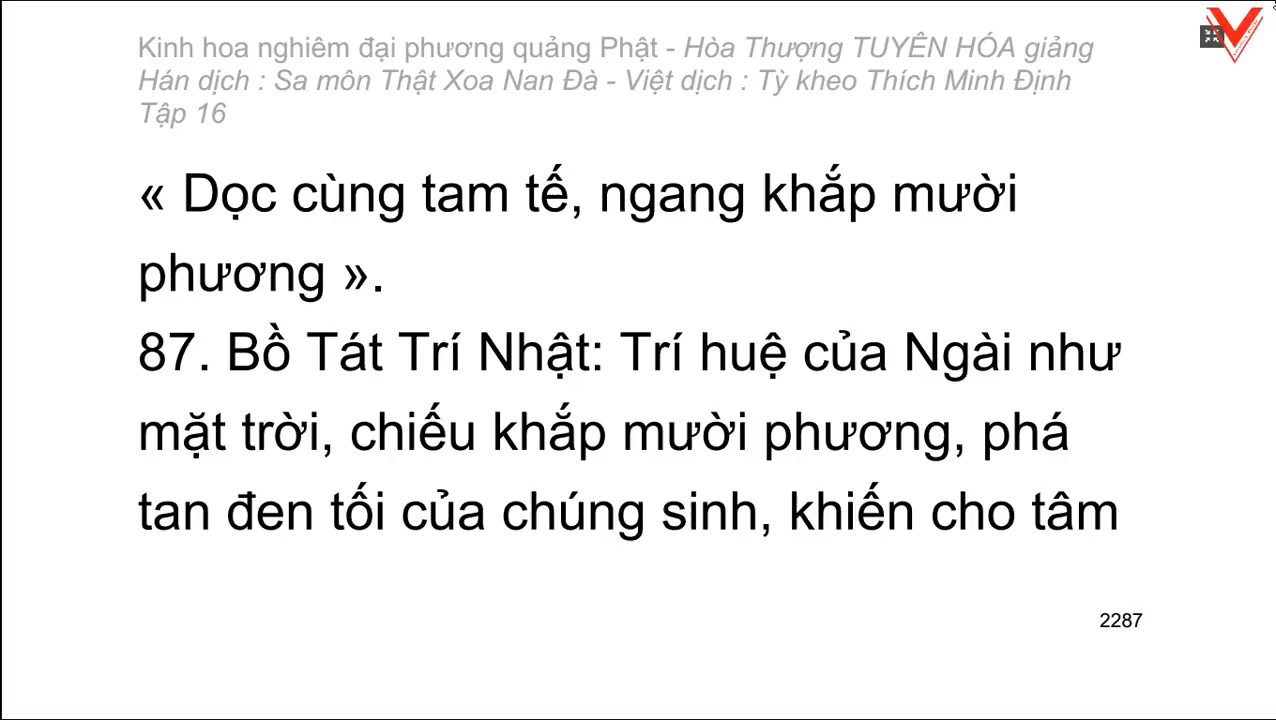 Kinh hoa nghiêm đại phương quảng Phật - Hòa Thượng TUYÊN HÓA giảng
Hán dịch : Sa môn Thật Xoa Nan Đà - Việt dịch : Tỳ kheo Thích Minh Định
Tập 16
« Dọc cùng tam tế, ngang khắp mười
phương ».
87. Bồ Tát Trí Nhật: Trí huệ của Ngài như
mặt trời, chiếu khắp mười phương, phá
tan đen tối của chúng sinh, khiến cho tâm
2287